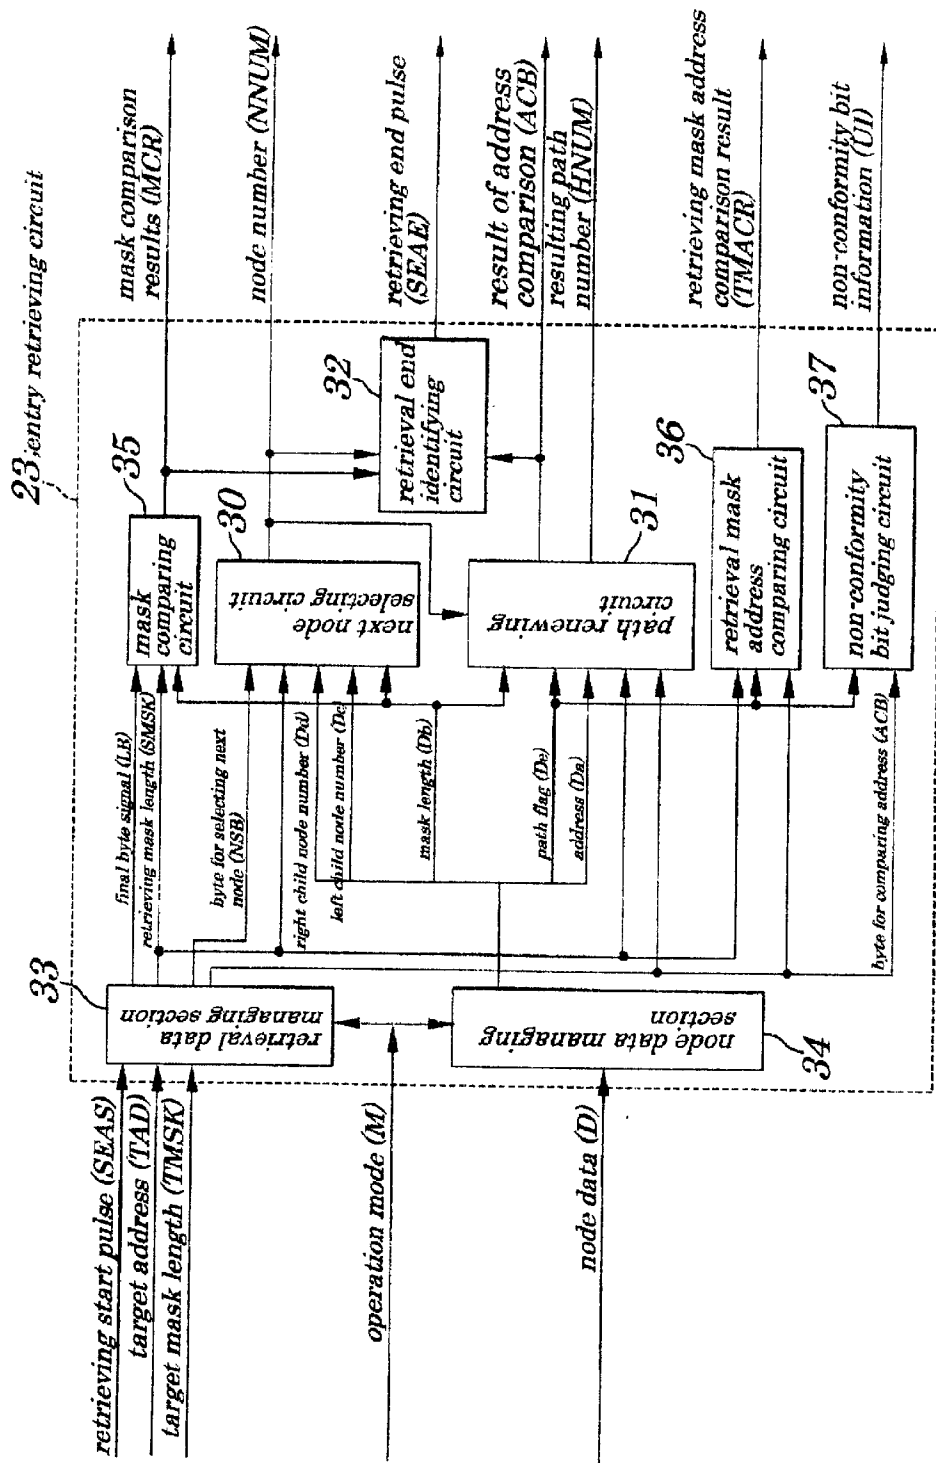 23;entry retrieving circuit
retrieving start pulse (SEAS)
target address (TAD)
target mask length (TMSK)
operation mode (M)
node data (D)
33
retrieval data
managing section
node data managing
section
34
final byte signal (LB)
retrieving mask length (SMSK)
byte for selecting next
node (NSB)
right child node number (Dd)
left child node number (Dc)
mask length (Db)
path flag (De)
address (Da)
byte for comparing address (ACB)
35
mask
comparing
circuit
30
next node
selecting circuit
31
path renewing
circuit
32
retrieval end
identifying
circuit
36
retrieval mask
address
comparing circuit
37
non-conformity
bit judging circuit
mask comparison
results (MCR)
node number (NNUM)
retrieving end pulse
(SEAE)
result of address
comparison (ACB)
resulting path
number (HNUM)
retrieving mask address
comparison result
(TMACR)
non-conformity bit
information (UI)